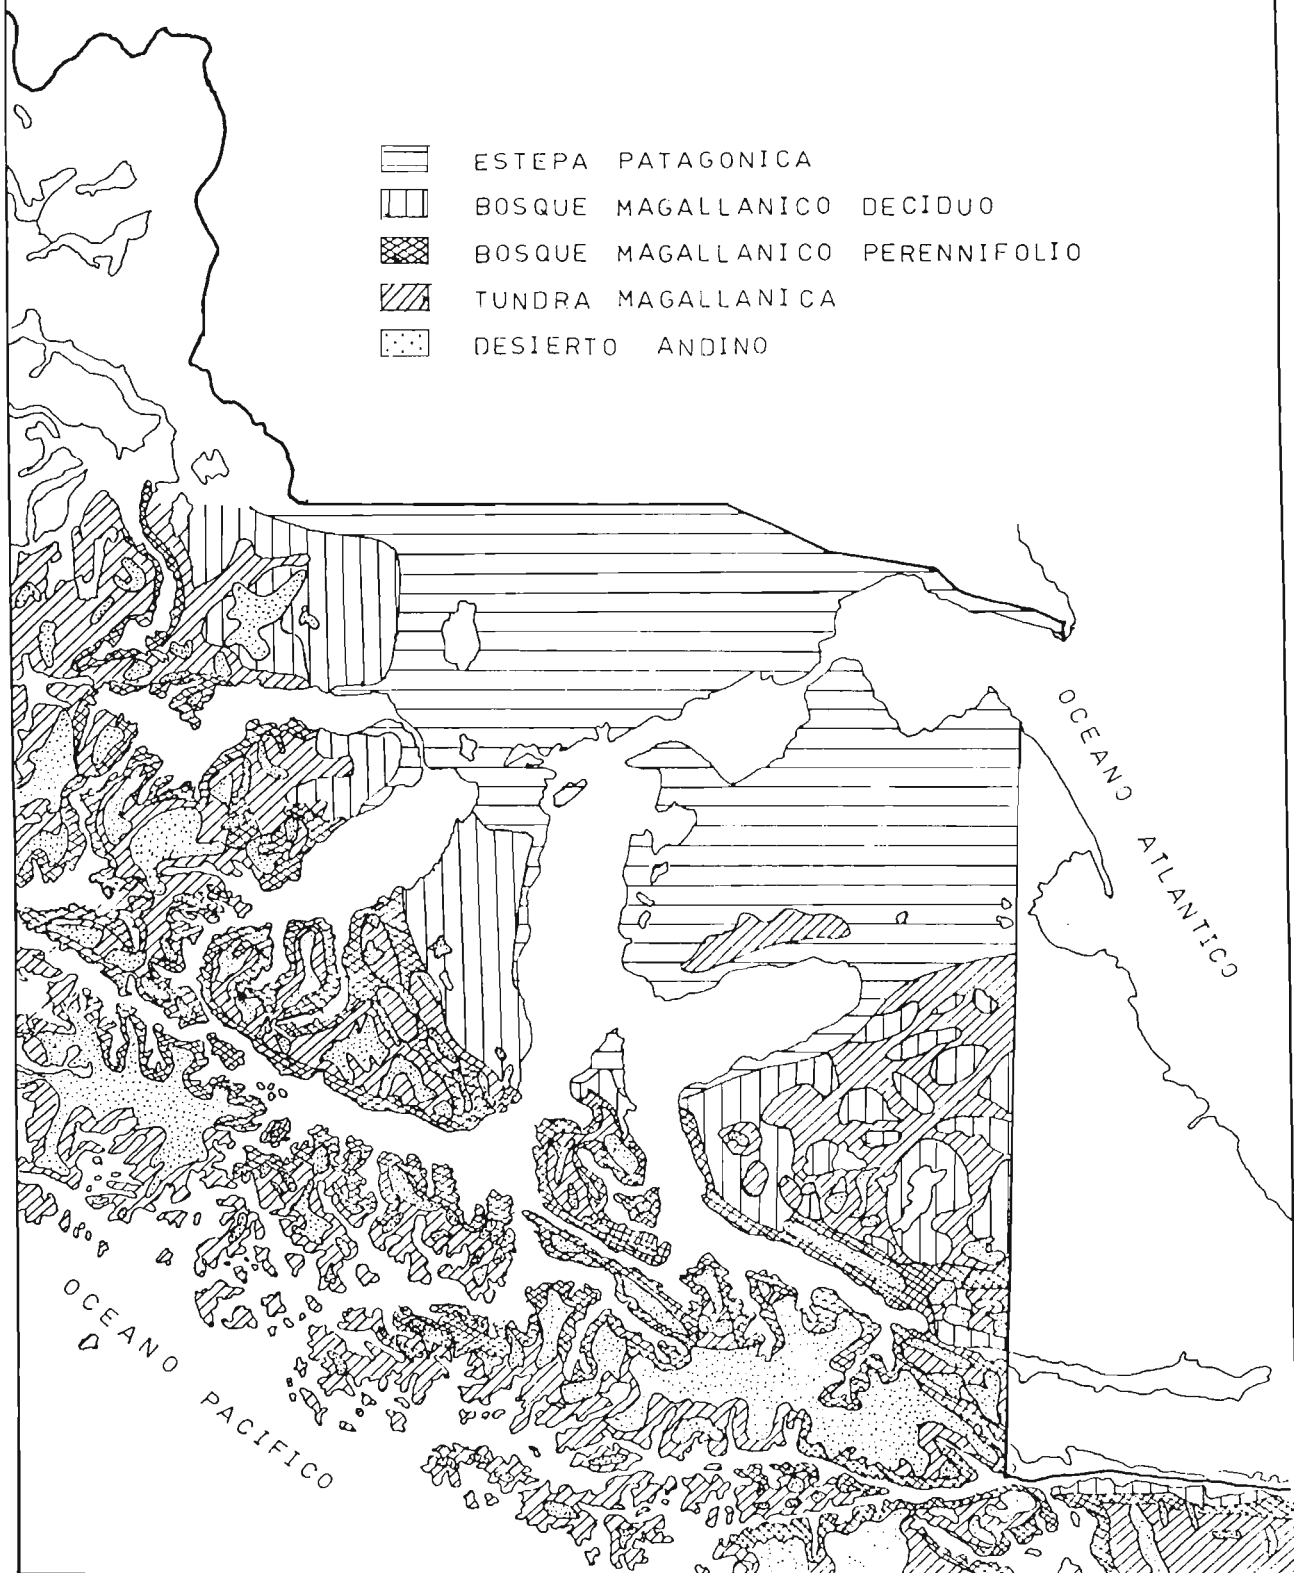 ESTEPA PATAGONICA
BOSQUE MAGALLANICO DECIDUO
BOSQUE MAGALLANICO PERENNIFOLIO
TUNDRA MAGALLANICA
DESIERTO ANDINO
OCEANO ATLANTICO
OCEANO PACIFICO